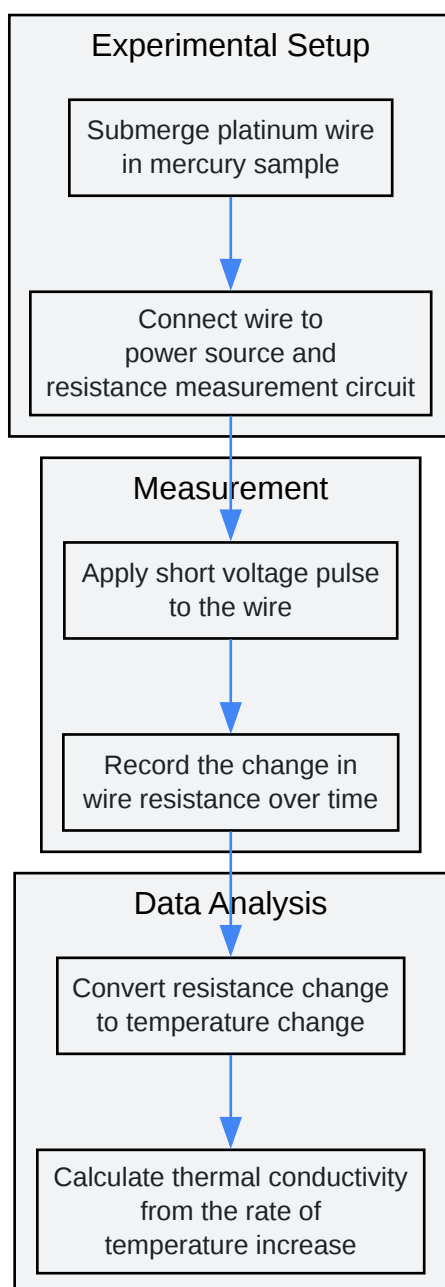 Experimental Setup
Submerge platinum wire
in mercury sample
Connect wire to
power source and
resistance measurement circuit
Measurement
Apply short voltage pulse
to the wire
Record the change in
wire resistance over time
Data Analysis
Convert resistance change
to temperature change
Calculate thermal conductivity
from the rate of
temperature increase